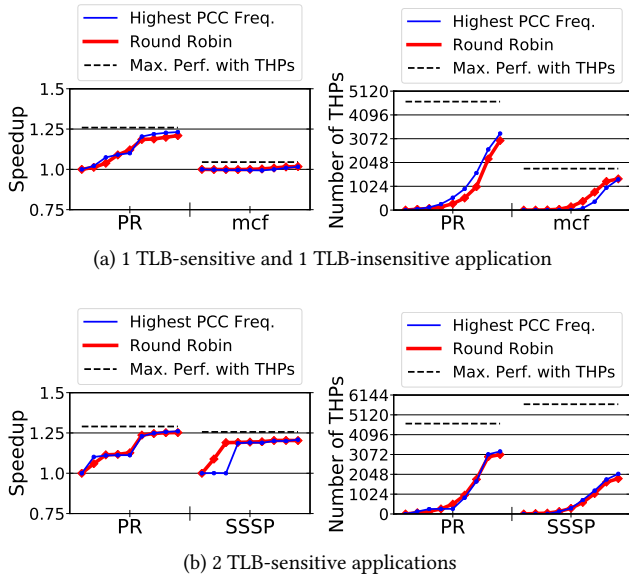 Highest PCC Freq.
Round Robin
Max. Perf. with THPs
Speedup
1.5
1.25
1.0
0.75
PR
mcf
Highest PCC Freq.
Round Robin
Max. Perf. with THPs
Number of THPs
5120
4096
3072
2048
1024
0
PR
mcf
(a) 1 TLB-sensitive and 1 TLB-insensitive application
Highest PCC Freq.
Round Robin
Max. Perf. with THPs
Speedup
1.5
1.25
1.0
0.75
PR
SSSP
Highest PCC Freq.
Round Robin
Max. Perf. with THPs
Number of THPs
6144
5120
4096
3072
2048
1024
0
PR
SSSP
(b) 2 TLB-sensitive applications